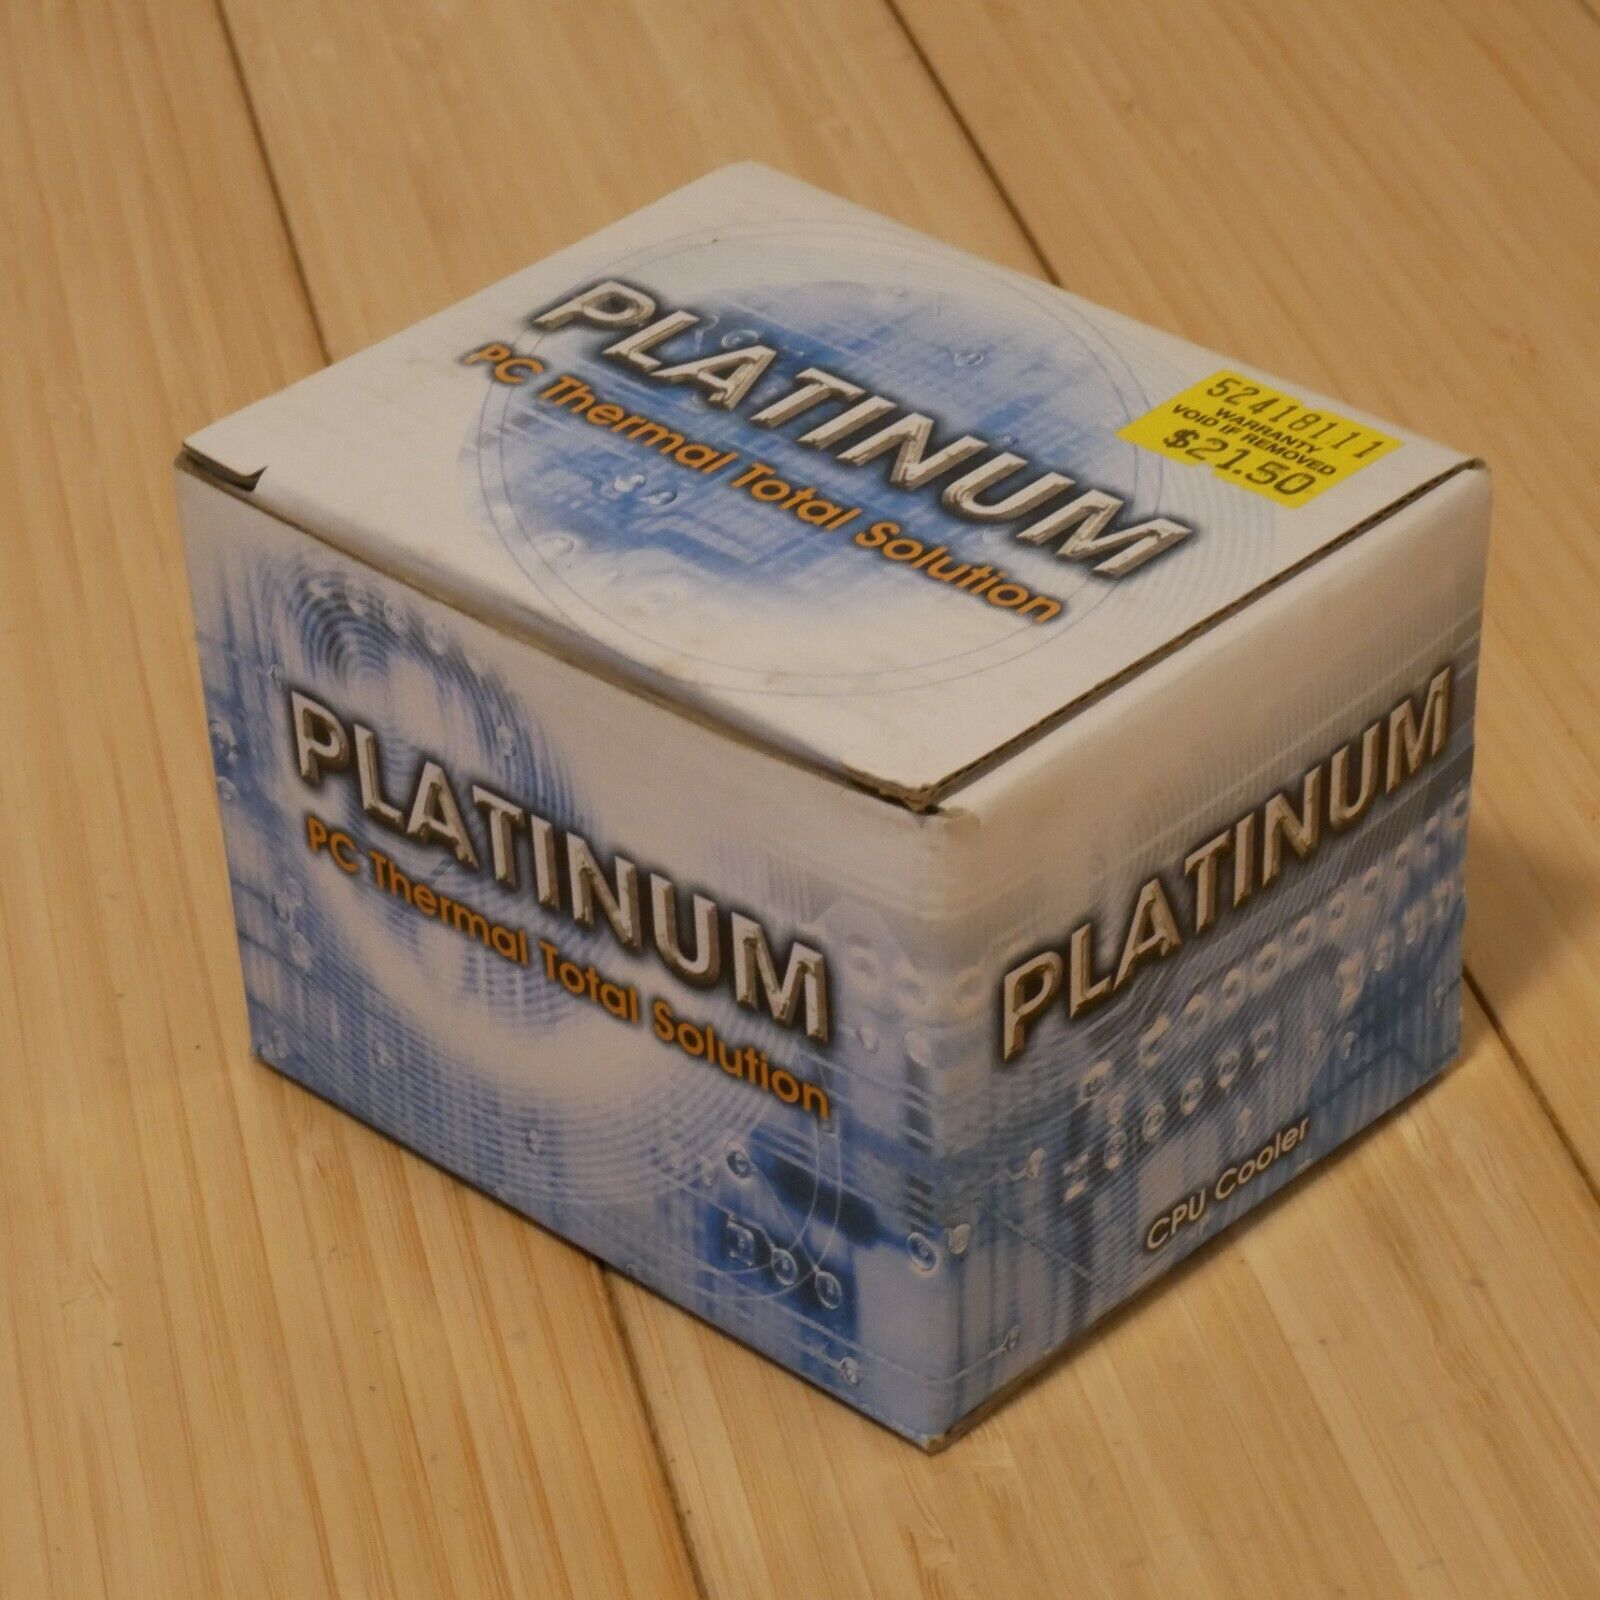 PLATINUM
PC Thermal Total Solution
52418111
WARRANTY
VOID IF REMOVED
$21.50
PLATINUM
PC Thermal Total Solution
PLATINUM
CPU Cooler